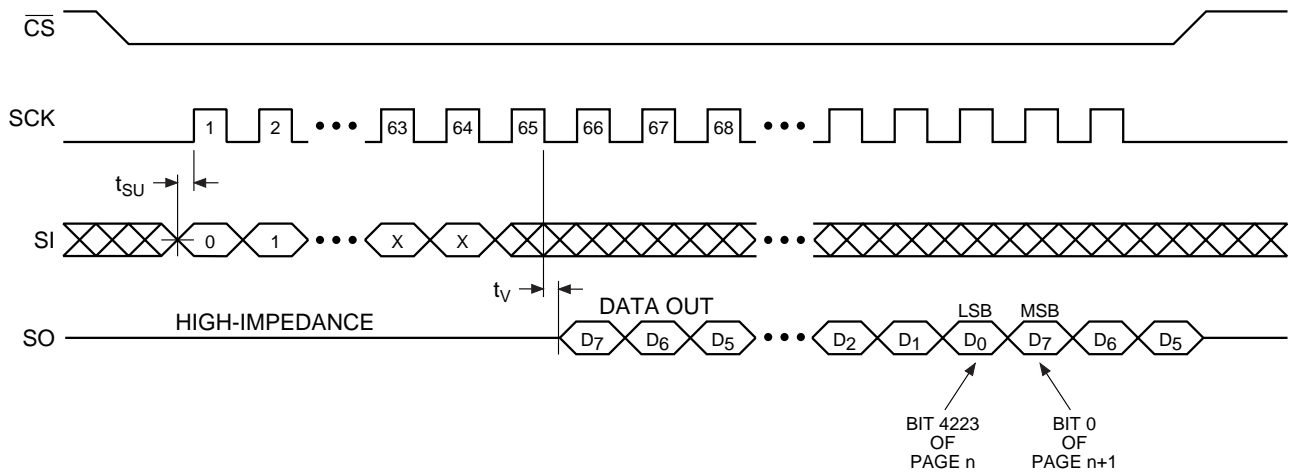 CS
SCK 1 2 ••• 63 64 65 66 67 68 •••
tSU
SI 0 1 ••• X X •••
tV
DATA OUT
LSB MSB
HIGH-IMPEDANCE
SO D7 D6 D5 ••• D2 D1 D0 D7 D6 D5
BIT 4223
OF
PAGE n
BIT 0
OF
PAGE n+1